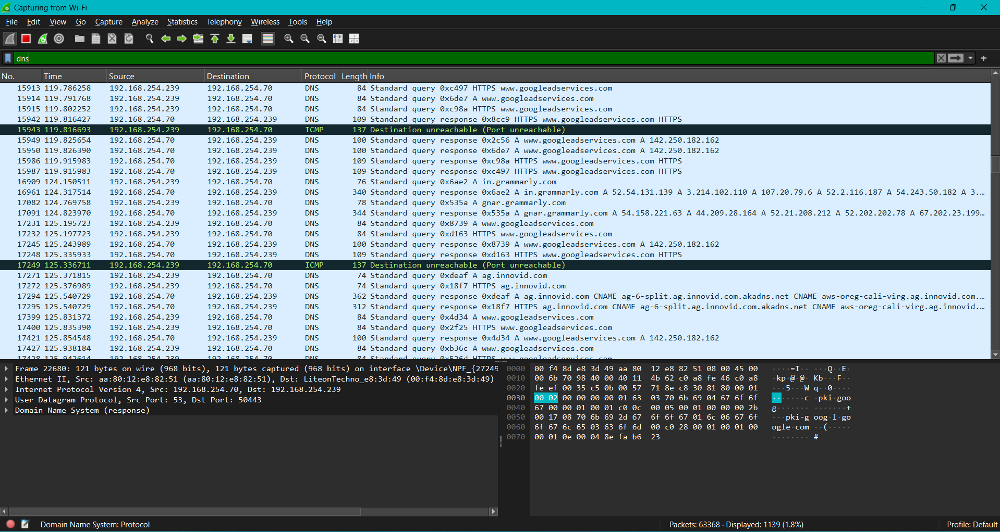 Capturing from Wi-Fi
File Edit View Go Capture Analyze Statistics Telephony Wireless Tools Help
dns
No. Time Source Destination Protocol Length Info
15913 119.786258 192.168.254.239 192.168.254.70 DNS 84 Standard query 0xc497 HTTPS www.googleadservices.com
15914 119.791768 192.168.254.239 192.168.254.70 DNS 84 Standard query 0x6de7 A www.googleadservices.com
15915 119.802252 192.168.254.239 192.168.254.70 DNS 84 Standard query 0xc98a HTTPS www.googleadservices.com
15942 119.816427 192.168.254.70 192.168.254.239 DNS 109 Standard query response 0x8cc9 HTTPS www.googleadservices.com HTTPS
15943 119.816693 192.168.254.239 192.168.254.70 ICMP 137 Destination unreachable (Port unreachable)
15949 119.825654 192.168.254.70 192.168.254.239 DNS 100 Standard query response 0x2c56 A www.googleadservices.com A 142.250.182.162
15950 119.826390 192.168.254.70 192.168.254.239 DNS 100 Standard query response 0x6de7 A www.googleadservices.com A 142.250.182.162
15986 119.915983 192.168.254.70 192.168.254.239 DNS 109 Standard query response 0xc98a HTTPS www.googleadservices.com HTTPS
15987 119.915983 192.168.254.70 192.168.254.239 DNS 109 Standard query response 0xc497 HTTPS www.googleadservices.com HTTPS
16909 124.150511 192.168.254.239 192.168.254.70 DNS 76 Standard query 0x6ae2 A in.grammarly.com
16961 124.317514 192.168.254.70 192.168.254.239 DNS 340 Standard query response 0x6ae2 A in.grammarly.com A 52.54.131.139 A 3.214.102.110 A 107.20.79.6 A 52.2.116.187 A 54.243.50.182 A 3.…
17082 124.769758 192.168.254.239 192.168.254.70 DNS 78 Standard query 0x535a A gnar.grammarly.com
17091 124.823970 192.168.254.70 192.168.254.239 DNS 344 Standard query response 0x535a A gnar.grammarly.com A 54.158.221.63 A 44.209.28.164 A 52.21.208.212 A 52.202.202.78 A 67.202.23.199…
17231 125.195723 192.168.254.239 192.168.254.70 DNS 84 Standard query 0x8739 A www.googleadservices.com
17232 125.197723 192.168.254.239 192.168.254.70 DNS 84 Standard query 0xd163 HTTPS www.googleadservices.com
17245 125.243989 192.168.254.70 192.168.254.239 DNS 100 Standard query response 0x8739 A www.googleadservices.com A 142.250.182.162
17248 125.335933 192.168.254.70 192.168.254.239 DNS 109 Standard query response 0xd163 HTTPS www.googleadservices.com HTTPS
17249 125.336711 192.168.254.239 192.168.254.70 ICMP 137 Destination unreachable (Port unreachable)
17271 125.371815 192.168.254.239 192.168.254.70 DNS 74 Standard query 0xdeaf A ag.innovid.com
17272 125.376989 192.168.254.239 192.168.254.70 DNS 74 Standard query 0x18f7 HTTPS ag.innovid.com
17294 125.540729 192.168.254.70 192.168.254.239 DNS 362 Standard query response 0xdeaf A ag.innovid.com CNAME ag-6-split.ag.innovid.com.akadns.net CNAME aws-oreg-cali-virg.ag.innovid.com.…
17295 125.540729 192.168.254.70 192.168.254.239 DNS 312 Standard query response 0x18f7 HTTPS ag.innovid.com CNAME ag-6-split.ag.innovid.com.akadns.net CNAME aws-oreg-cali-virg.ag.innovid.…
17399 125.831372 192.168.254.239 192.168.254.70 DNS 84 Standard query 0x4d34 A www.googleadservices.com
17400 125.835390 192.168.254.239 192.168.254.70 DNS 84 Standard query 0x2f25 HTTPS www.googleadservices.com
17421 125.854548 192.168.254.70 192.168.254.239 DNS 100 Standard query response 0x4d34 A www.googleadservices.com A 142.250.182.162
17427 125.938184 192.168.254.239 192.168.254.70 DNS 84 Standard query 0xb36c A www.googleadservices.com
17428 125.942614 192.168.254.239 192.168.254.70 DNS 84 Standard query 0x526d HTTPS www.googleadservices.com
Frame 22680: 121 bytes on wire (968 bits), 121 bytes captured (968 bits) on interface \Device\NPF_{27249
Ethernet II, Src: aa:80:12:e8:82:51 (aa:80:12:e8:82:51), Dst: LiteonTechno_e8:3d:49 (00:f4:8d:e8:3d:49)
Internet Protocol Version 4, Src: 192.168.254.70, Dst: 192.168.254.239
User Datagram Protocol, Src Port: 53, Dst Port: 50443
Domain Name System (response)
0000 00 f4 8d e8 3d 49 aa 80 12 e8 82 51 08 00 45 00 ····=I·· ···Q··E·
0010 00 6b 70 98 40 00 40 11 4b 62 c0 a8 fe 46 c0 a8 ·kp·@·@· Kb···F··
0020 fe ef 00 35 c5 0b 00 57 71 8e c8 30 81 80 00 01 ···5···W q··0····
0030 00 02 00 00 00 00 01 63 03 70 6b 69 04 67 6f 6f ·······c ·pki·goo
0040 67 00 00 01 00 01 c0 0c 00 05 00 01 00 00 00 2b g······· ·······+
0050 00 17 08 70 6b 69 2d 67 6f 6f 67 01 6c 06 67 6f ···pki-g oog·l·go
0060 6f 67 6c 65 03 63 6f 6d 00 c0 28 00 01 00 01 00 ogle·com ··(·····
0070 00 01 0e 00 04 8e fa b6 23 ········ #
Domain Name System: Protocol
Packets: 63368 · Displayed: 1139 (1.8%)
Profile: Default